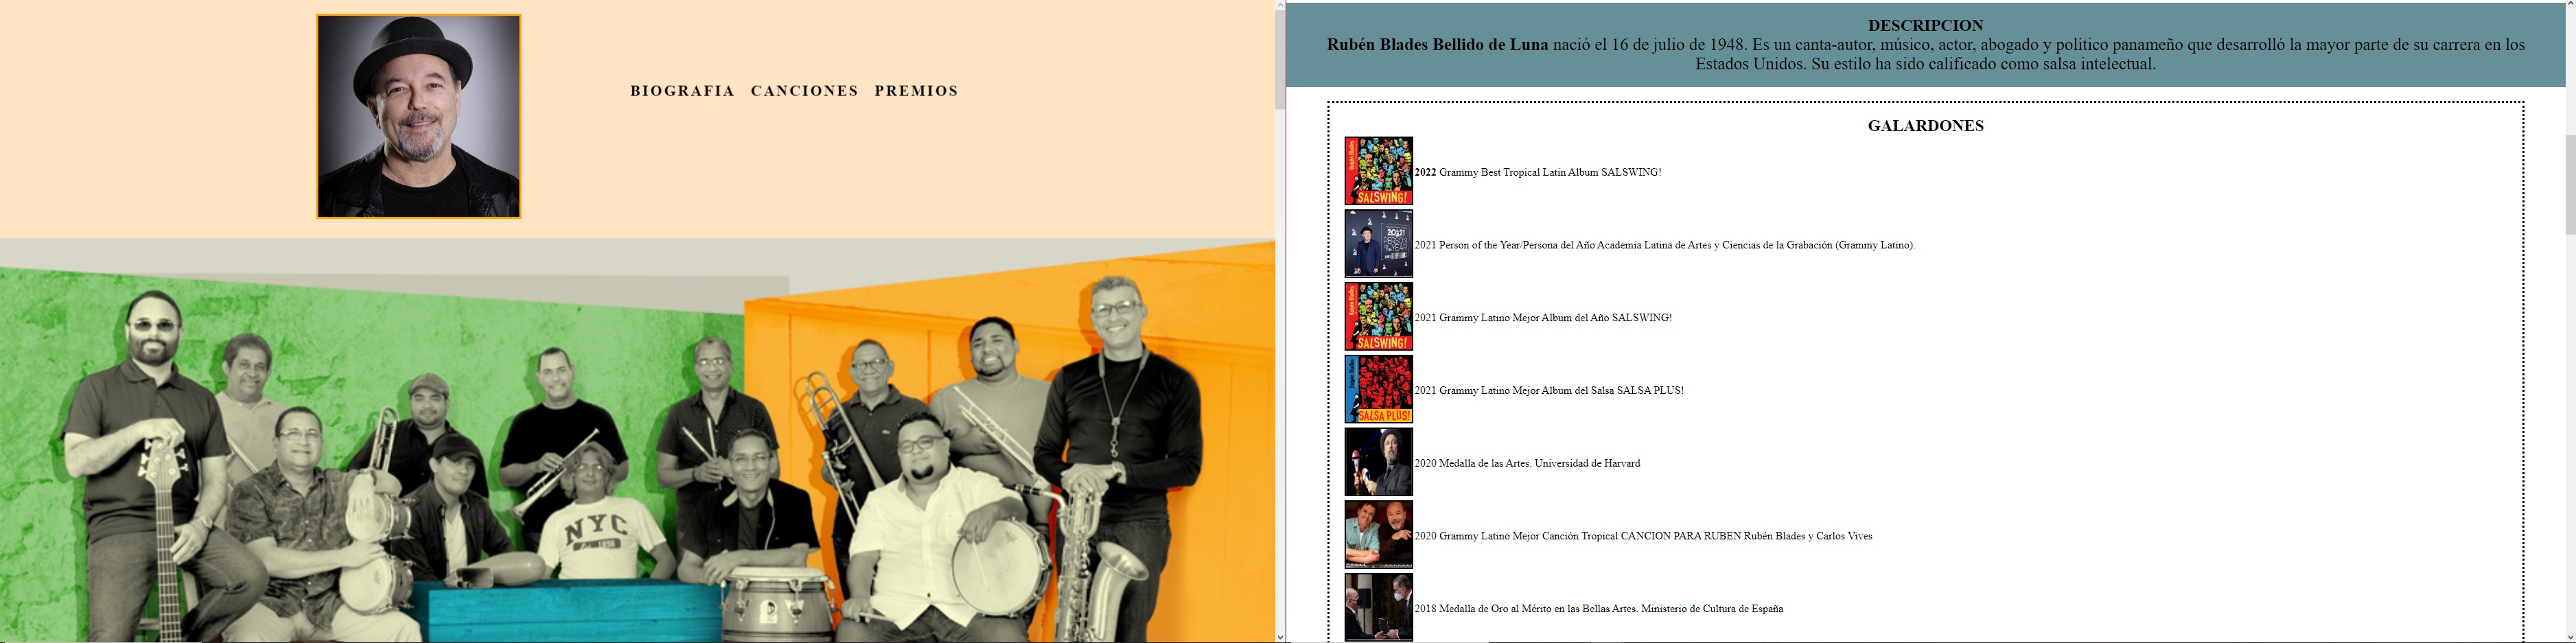 BIOGRAFIA CANCIONES PREMIOS
NYC
DESCRIPCION
Rubén Blades Bellido de Luna nació el 16 de julio de 1948. Es un canta-autor, músico, actor, abogado y político panameño que desarrolló la mayor parte de su carrera en los
Estados Unidos. Su estilo ha sido calificado como salsa intelectual.
GALARDONES
SALSWING!
2022 Grammy Best Tropical Latin Album SALSWING!
2021
PERSON
YEAR
2021 Person of the Year/Persona del Año Academia Latina de Artes y Ciencias de la Grabación (Grammy Latino).
SALSWING!
2021 Grammy Latino Mejor Album del Año SALSWING!
SALSA PLUS!
2021 Grammy Latino Mejor Album del Salsa SALSA PLUS!
2020 Medalla de las Artes. Universidad de Harvard
2020 Grammy Latino Mejor Canción Tropical CANCION PARA RUBEN Rubén Blades y Carlos Vives
2018 Medalla de Oro al Mérito en las Bellas Artes. Ministerio de Cultura de España